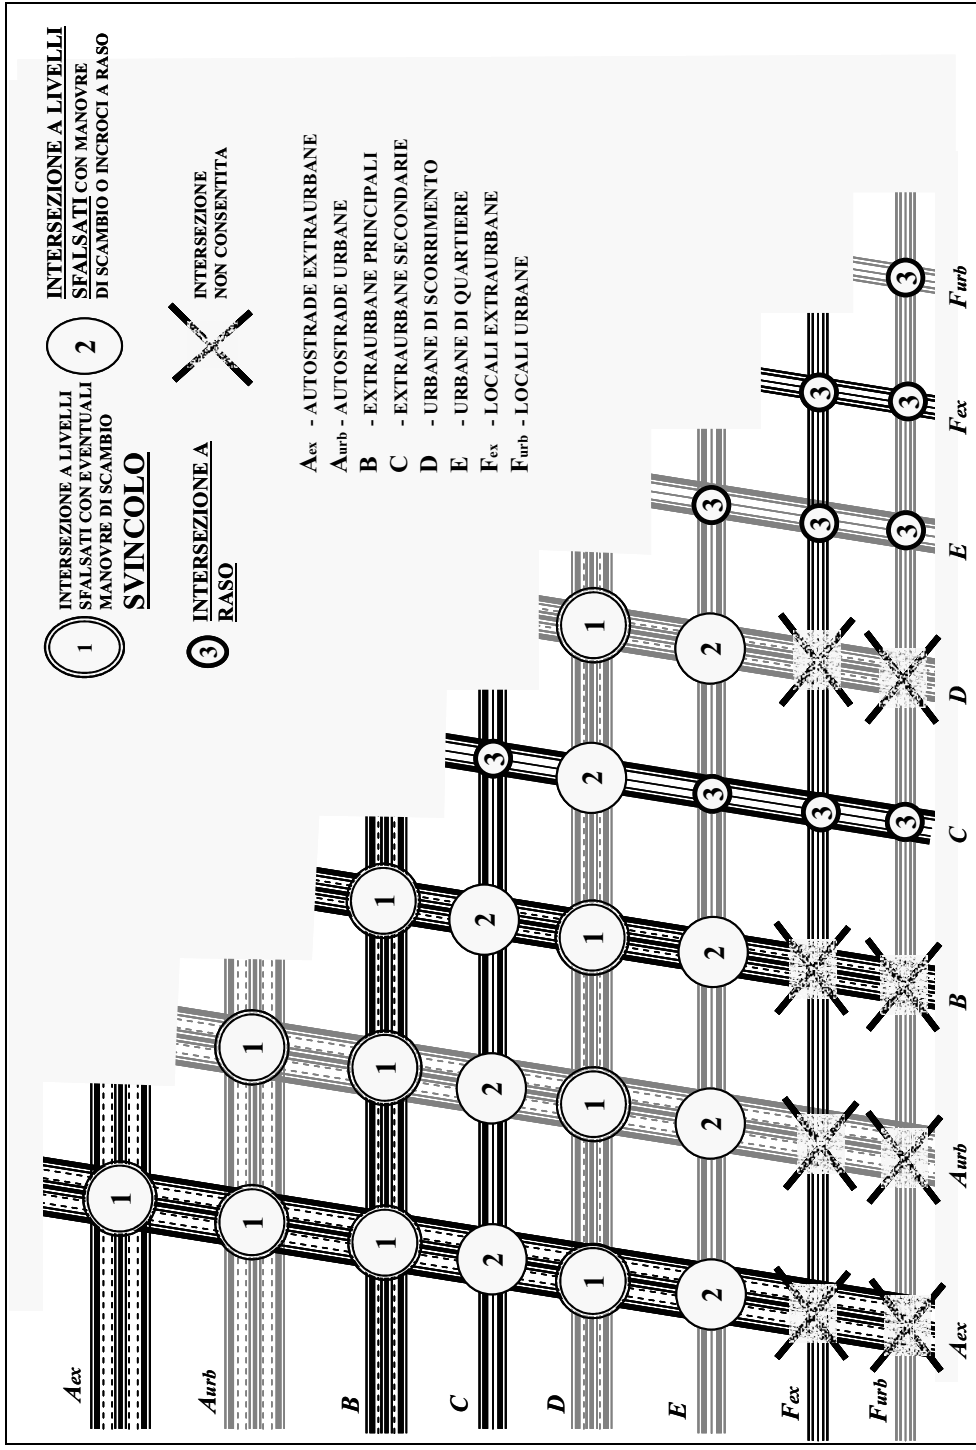 1
INTERSEZIONE A LIVELLI
SFALSATI CON EVENTUALI
MANOVRE DI SCAMBIO
SVINCOLO
2
INTERSEZIONE A LIVELLI
SFALSATI CON MANOVRE
DI SCAMBIO O INCROCI A RASO
3
INTERSEZIONE A
RASO
INTERSEZIONE
NON CONSENTITA
Aex - AUTOSTRADE EXTRAURBANE
Aurb - AUTOSTRADE URBANE
B - EXTRAURBANE PRINCIPALI
C - EXTRAURBANE SECONDARIE
D - URBANE DI SCORRIMENTO
E - URBANE DI QUARTIERE
Fex - LOCALI EXTRAURBANE
Furb - LOCALI URBANE
Aex 1
Aurb 1 1
B 1 1 1
C 2 2 2 3
D 1 1 1 2 1
E 2 2 2 3 2 3
Fex 3 3 3
Furb 3 3 3 3
Aex Aurb B C D E Fex Furb